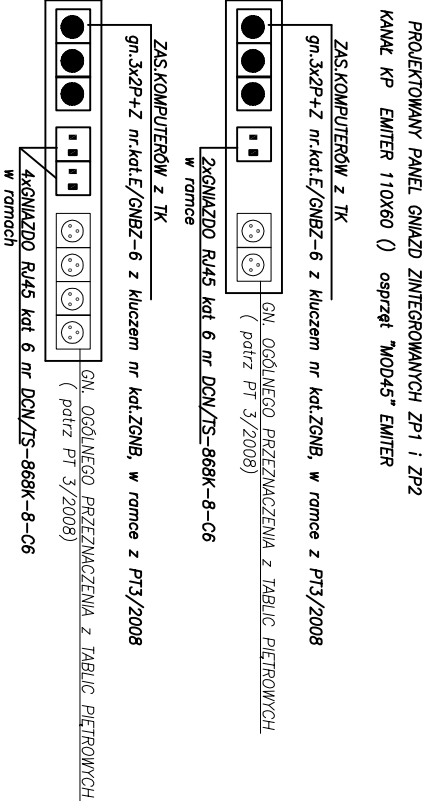 PROJEKTOWANY PANEL GNIAZD ZINTEGROWANYCH ZP1 i ZP2
KANAŁ KP EMITER 110X60 () osprzęt "MOD45" EMITER
ZAS.KOMPUTERÓW z TK
gn.3x2P+Z nr.kat.E/GNBZ-6 z kluczem nr kat.ZGNB, w ramce z PT3/2008
GN. OGÓLNEGO PRZEZNACZENIA z TABLIC PIĘTROWYCH
( patrz PT 3/2008)
2xGNIAZDO RJ45 kat 6 nr DCN/TS-868K-8-C6
w ramce
ZAS.KOMPUTERÓW z TK
gn.3x2P+Z nr.kat.E/GNBZ-6 z kluczem nr kat.ZGNB, w ramce z PT3/2008
GN. OGÓLNEGO PRZEZNACZENIA z TABLIC PIĘTROWYCH
( patrz PT 3/2008)
4xGNIAZDO RJ45 kat 6 nr DCN/TS-868K-8-C6
w ramach